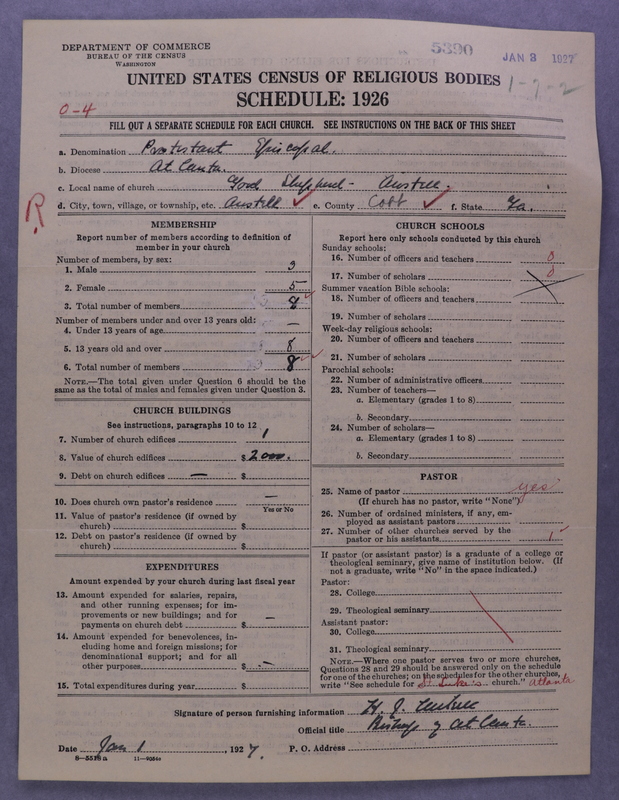 DEPARTMENT OF COMMERCE
BUREAU OF THE CENSUS
WASHINGTON
5390
JAN 3 1927
UNITED STATES CENSUS OF RELIGIOUS BODIES
1-7-2
SCHEDULE: 1926
0-4
FILL OUT A SEPARATE SCHEDULE FOR EACH CHURCH. SEE INSTRUCTIONS ON THE BACK OF THIS SHEET
a. Denomination Protestant Episcopal.
b. Diocese Atlanta.
c. Local name of church Good Shepherd - Austell.
d. City, town, village, or township, etc. Austell e. County Cobb f. State Ga.
R
MEMBERSHIP
Report number of members according to definition of member in your church
Number of members, by sex:
1. Male 3
2. Female 5
3. Total number of members 8
Number of members under and over 13 years old:
4. Under 13 years of age —
5. 13 years old and over 8
6. Total number of members 8
NOTE.—The total given under Question 6 should be the same as the total of males and females given under Question 3.
CHURCH BUILDINGS
See instructions, paragraphs 10 to 12
7. Number of church edifices 1
8. Value of church edifices $ 2000.
9. Debt on church edifices — $
10. Does church own pastor's residence —
Yes or No
11. Value of pastor's residence (if owned by church) $
12. Debt on pastor's residence (if owned by church) $
EXPENDITURES
Amount expended by your church during last fiscal year
13. Amount expended for salaries, repairs, and other running expenses; for improvements or new buildings; and for payments on church debt $ —
14. Amount expended for benevolences, including home and foreign missions; for denominational support; and for all other purposes $ —
15. Total expenditures during year $
CHURCH SCHOOLS
Report here only schools conducted by this church
Sunday schools:
16. Number of officers and teachers 0
17. Number of scholars 0
Summer vacation Bible schools:
18. Number of officers and teachers
19. Number of scholars
Week-day religious schools:
20. Number of officers and teachers
21. Number of scholars
Parochial schools:
22. Number of administrative officers
23. Number of teachers—
a. Elementary (grades 1 to 8)
b. Secondary
24. Number of scholars—
a. Elementary (grades 1 to 8)
b. Secondary
PASTOR
25. Name of pastor yes
(If church has no pastor, write "None")
26. Number of ordained ministers, if any, employed as assistant pastors
27. Number of other churches served by the pastor or his assistants 1
If pastor (or assistant pastor) is a graduate of a college or theological seminary, give name of institution below. (If not a graduate, write "No" in the space indicated.)
Pastor:
28. College
29. Theological seminary
Assistant pastor:
30. College
31. Theological seminary
NOTE.—Where one pastor serves two or more churches, Questions 28 and 29 should be answered only on the schedule for one of the churches; on the schedules for the other churches, write "See schedule for St Luke's church." Atlanta
Signature of person furnishing information H. J.
Official title Bishop of Atlanta.
Date Jan 1, 1927. P. O. Address
8—5518a 11—9056a